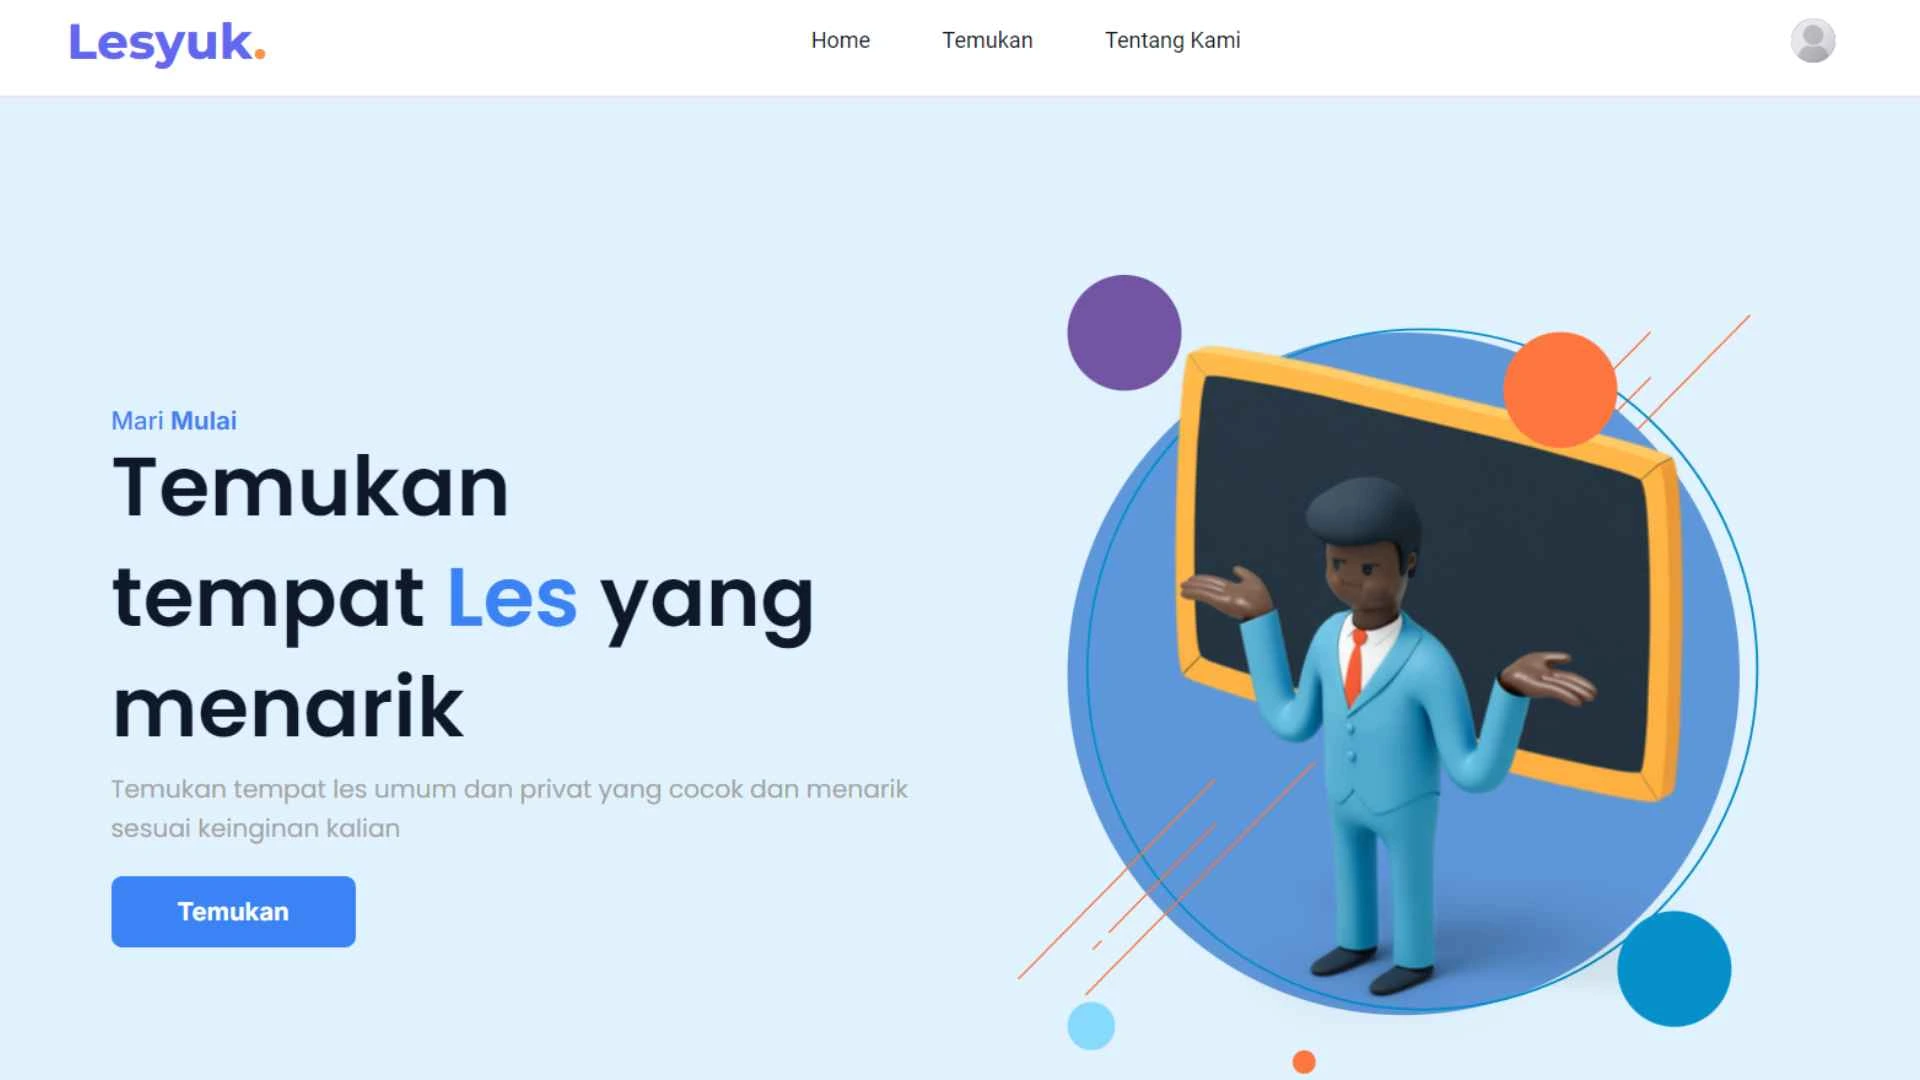 Lesyuk.
Home
Temukan
Tentang Kami
Mari Mulai
Temukan
tempat Les yang
menarik
Temukan tempat les umum dan privat yang cocok dan menarik
sesuai keinginan kalian
Temukan